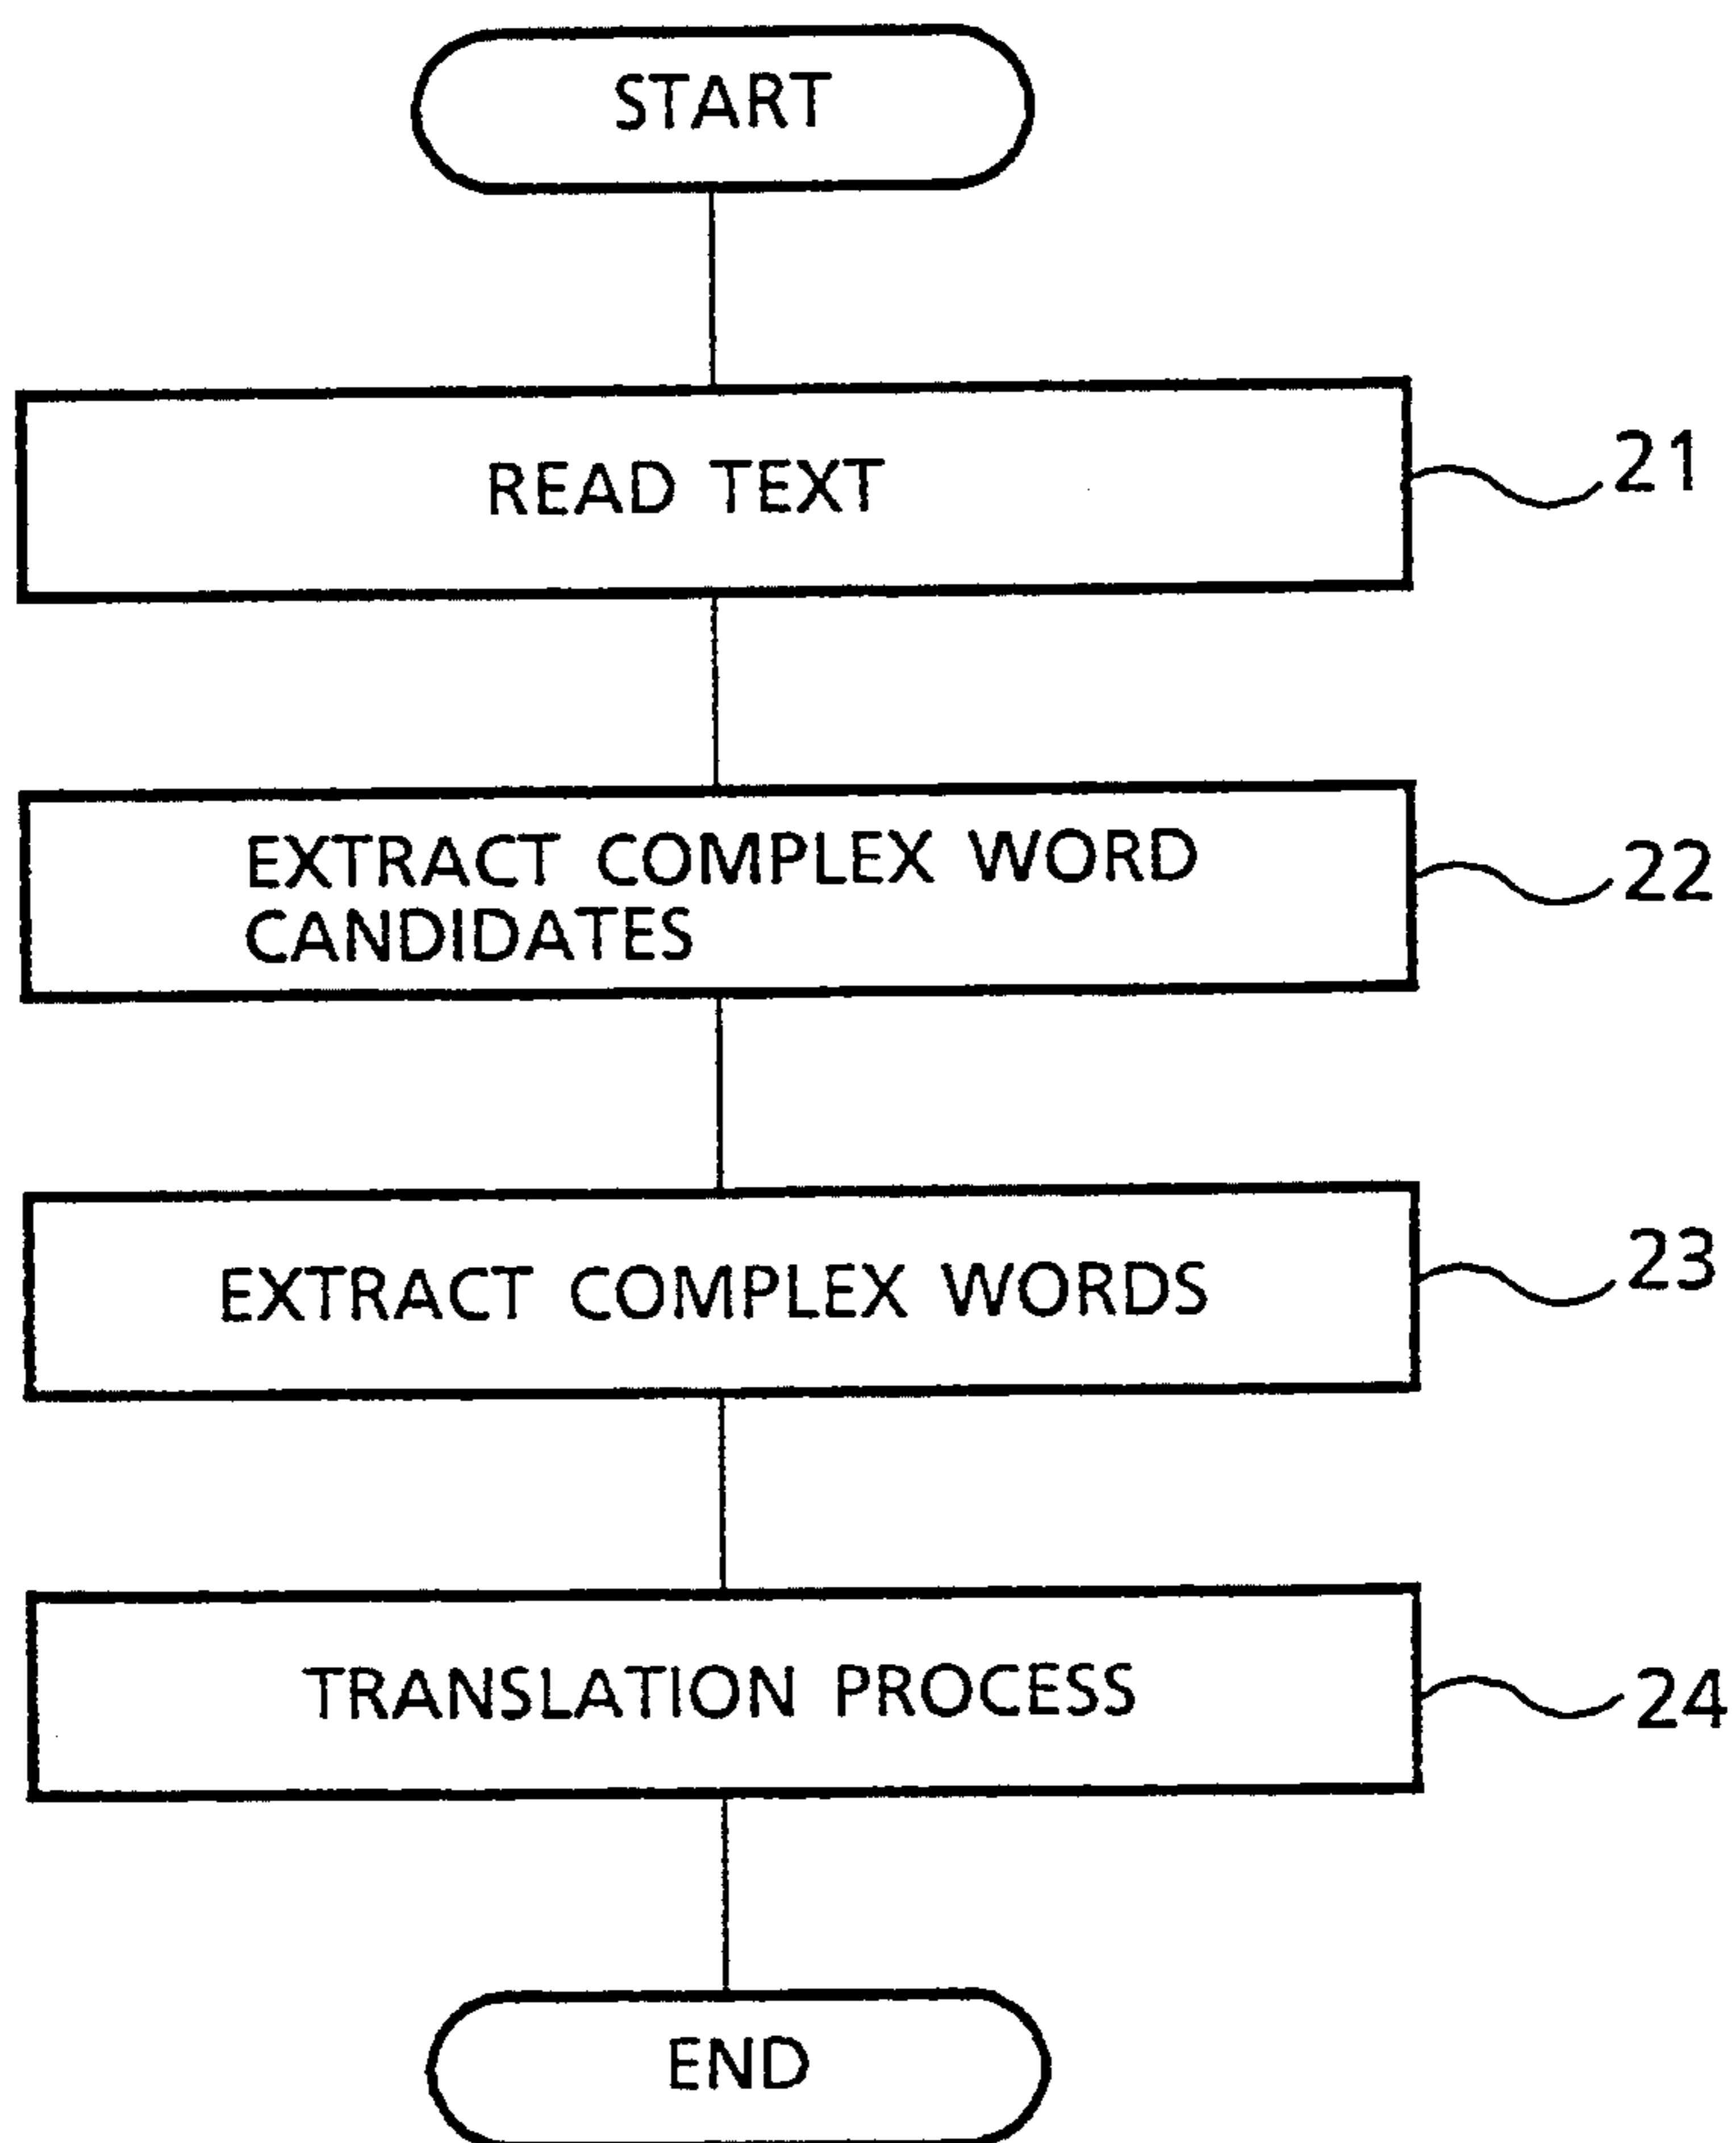 START
READ TEXT
21
EXTRACT COMPLEX WORD
CANDIDATES
22
EXTRACT COMPLEX WORDS
23
TRANSLATION PROCESS
24
END